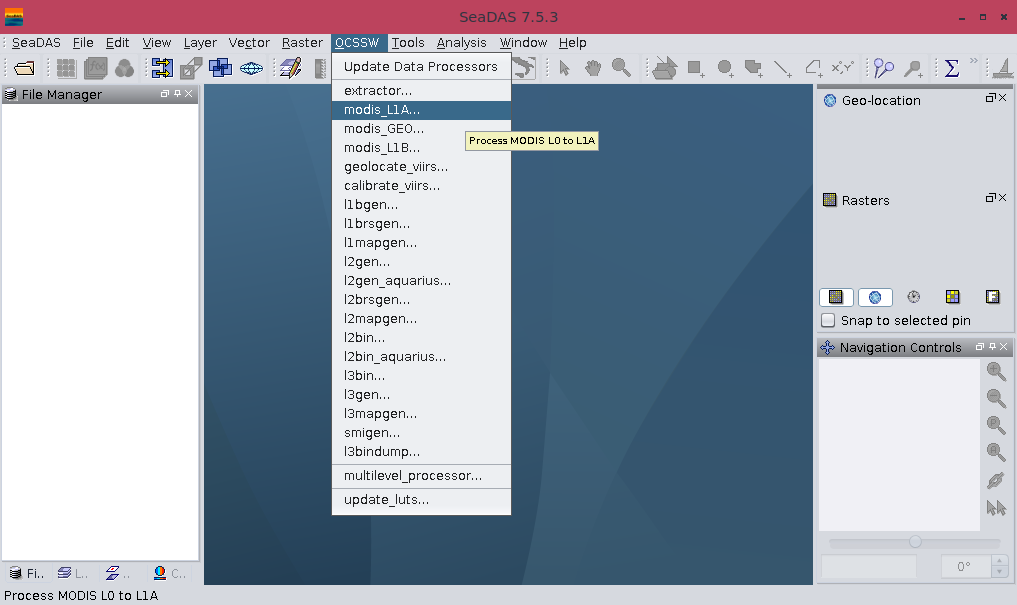 SeaDAS 7.5.3
SeaDAS File Edit View Layer Vector Raster OCSSW Tools Analysis Window Help
File Manager
Update Data Processors
extractor...
modis_L1A...
modis_GEO...
modis_L1B...
geolocate_viirs...
calibrate_viirs...
l1bgen...
l1brsgen...
l1mapgen...
l2gen...
l2gen_aquarius...
l2brsgen...
l2mapgen...
l2bin...
l2bin_aquarius...
l3bin...
l3gen...
l3mapgen...
smigen...
l3bindump...
multilevel_processor...
update_luts...
Process MODIS L0 to L1A
Geo-location
Rasters
Snap to selected pin
Navigation Controls
0°
Fi.. L.. .. C..
Process MODIS L0 to L1A